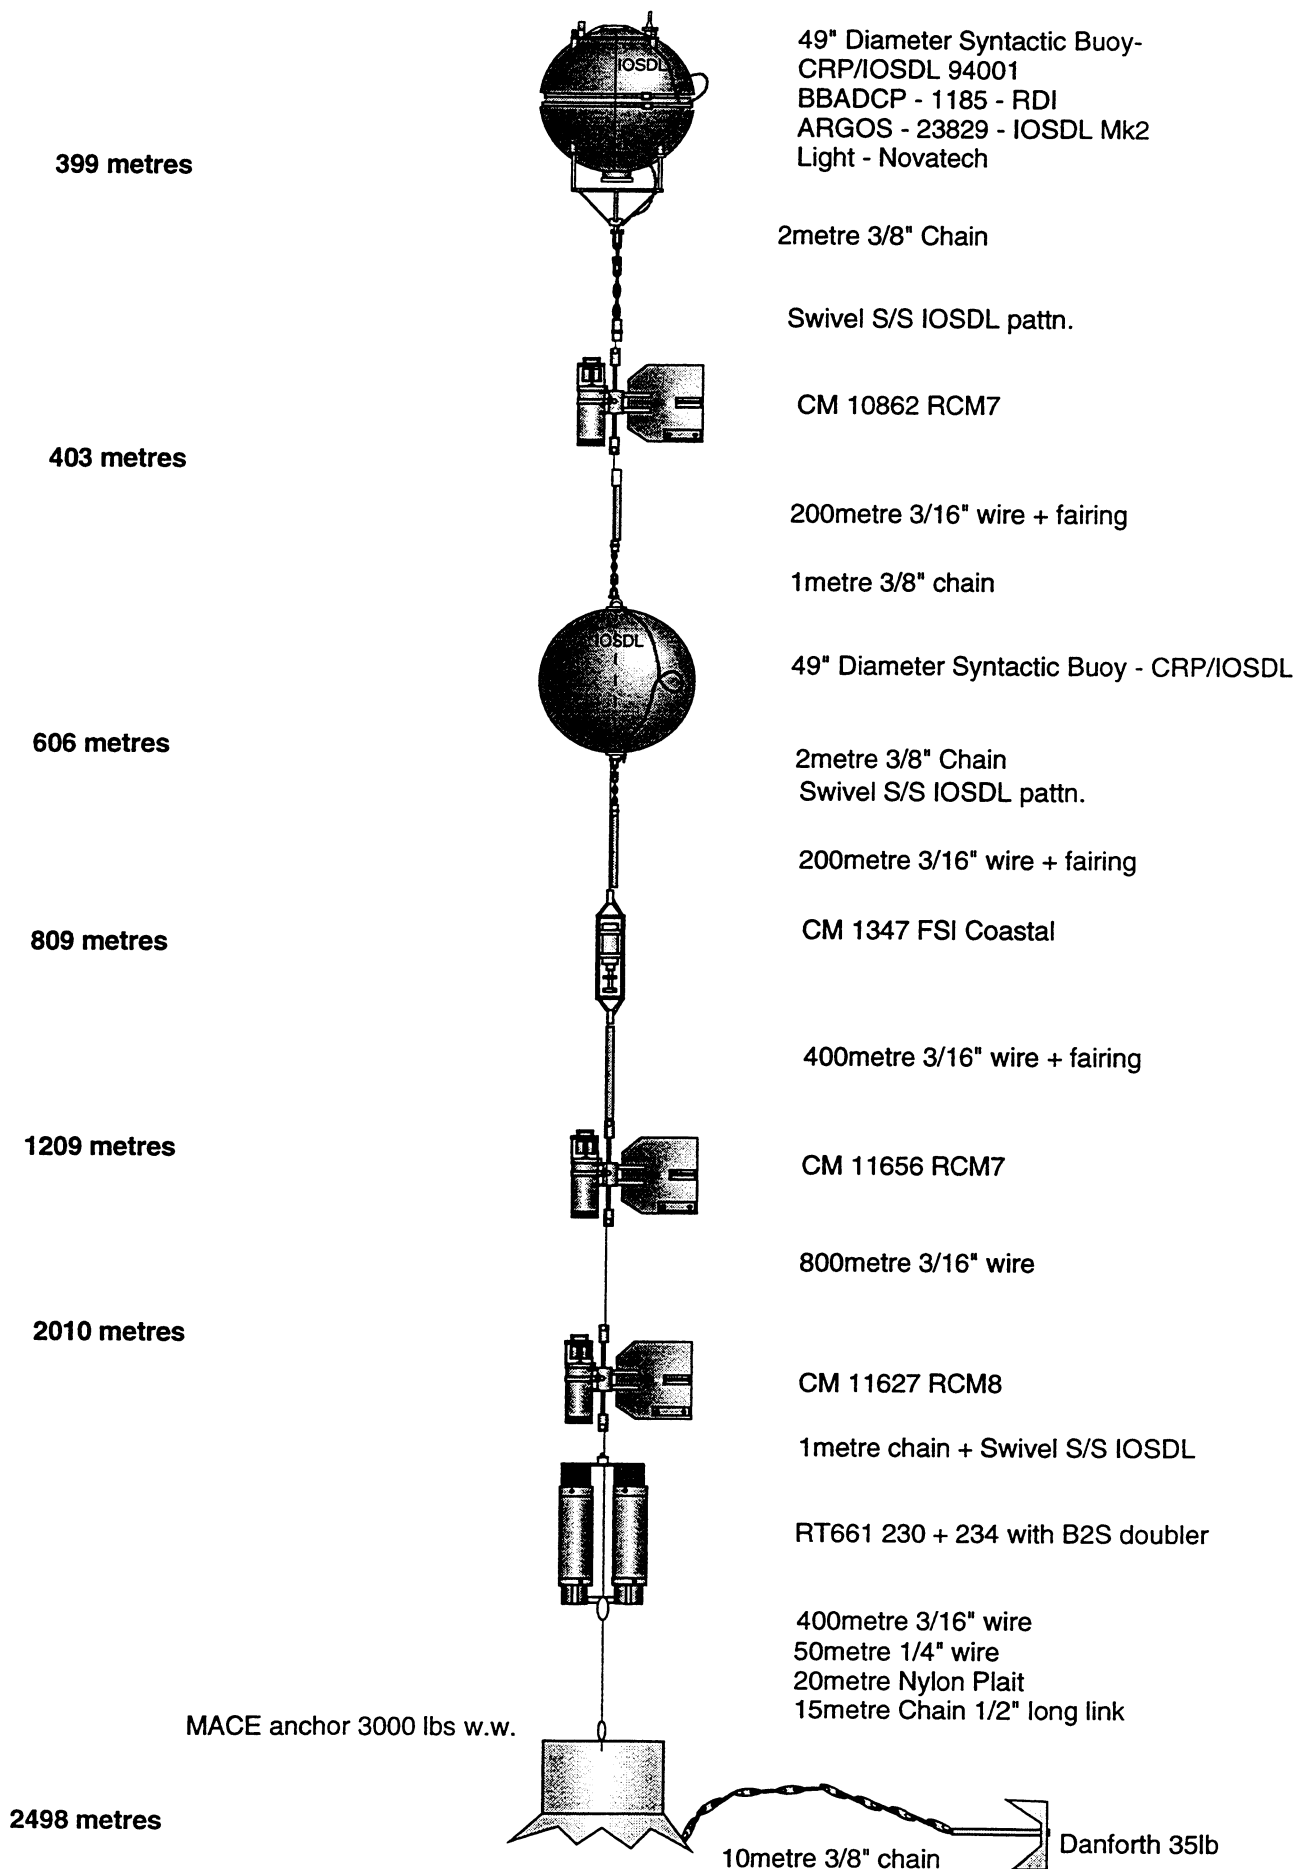 49" Diameter Syntactic Buoy-
CRP/IOSDL 94001
BBADCP - 1185 - RDI
ARGOS - 23829 - IOSDL Mk2
Light - Novatech
IOSDL
399 metres
2metre 3/8" Chain
Swivel S/S IOSDL pattn.
CM 10862 RCM7
403 metres
200metre 3/16" wire + fairing
1metre 3/8" chain
IOSDL
49" Diameter Syntactic Buoy - CRP/IOSDL
606 metres
2metre 3/8" Chain
Swivel S/S IOSDL pattn.
200metre 3/16" wire + fairing
809 metres
CM 1347 FSI Coastal
400metre 3/16" wire + fairing
1209 metres
CM 11656 RCM7
800metre 3/16" wire
2010 metres
CM 11627 RCM8
1metre chain + Swivel S/S IOSDL
RT661 230 + 234 with B2S doubler
400metre 3/16" wire
50metre 1/4" wire
20metre Nylon Plait
15metre Chain 1/2" long link
MACE anchor 3000 lbs w.w.
2498 metres
Danforth 35lb
10metre 3/8" chain